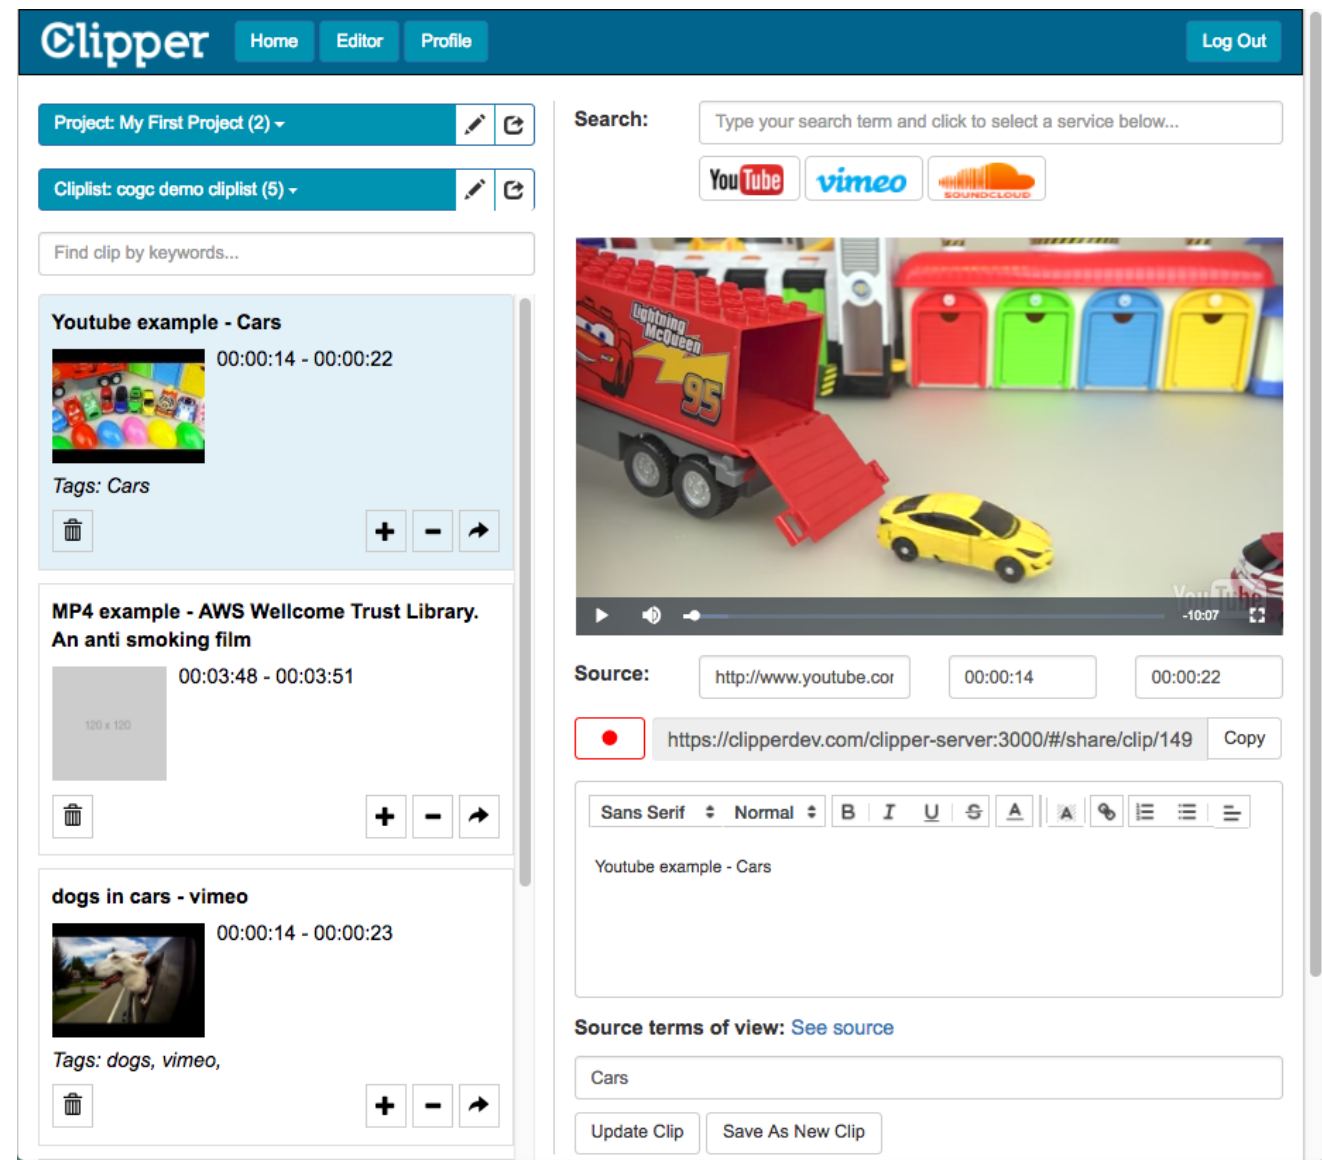 Clipper Home Editor Profile Log Out
Project: My First Project (2)
Cliplist: cogc demo cliplist (5)
Find clip by keywords...
Youtube example - Cars
00:00:14 - 00:00:22
Tags: Cars
MP4 example - AWS Wellcome Trust Library.
An anti smoking film
00:03:48 - 00:03:51
120 x 120
dogs in cars - vimeo
00:00:14 - 00:00:23
Tags: dogs, vimeo,
Search: Type your search term and click to select a service below...
YouTube vimeo SOUNDCLOUD
Lightning
McQueen
95
YouTube
-10:07
Source: http://www.youtube.cor 00:00:14 00:00:22
https://clipperdev.com/clipper-server:3000/#/share/clip/149 Copy
Sans Serif Normal B I U S A A
Youtube example - Cars
Source terms of view: See source
Cars
Update Clip Save As New Clip